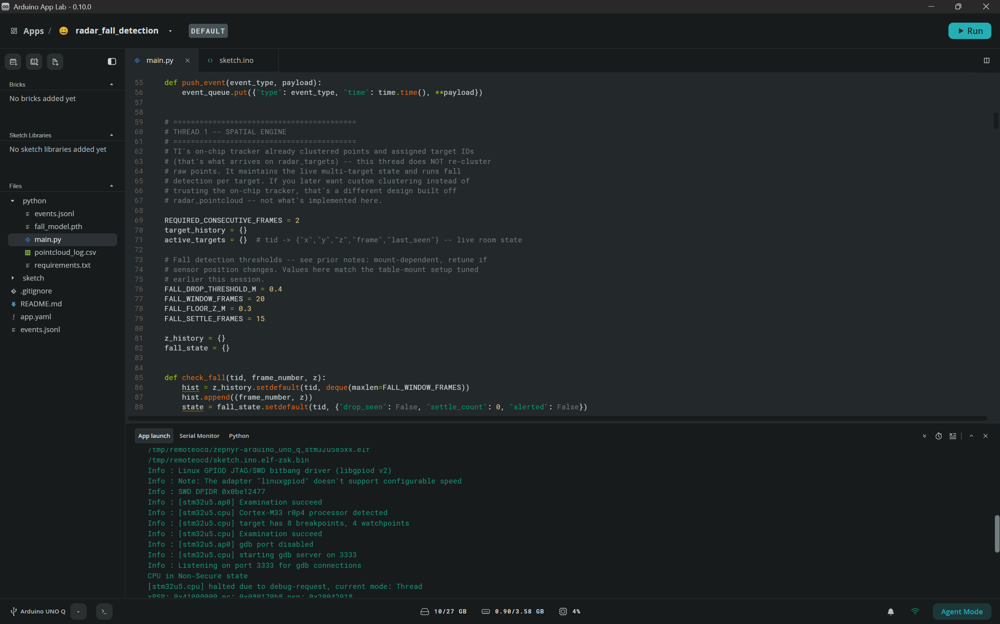 Arduino App Lab - 0.10.0
Apps / 😀 radar_fall_detection DEFAULT
Run
main.py
sketch.ino
Bricks
No bricks added yet
Sketch Libraries
No sketch libraries added yet
Files
python
events.jsonl
fall_model.pth
main.py
pointcloud_log.csv
requirements.txt
sketch
.gitignore
README.md
app.yaml
events.jsonl
55 def push_event(event_type, payload):
56     event_queue.put({"type": event_type, "time": time.time(), **payload})
57
58
59 # ==========================================
60 # THREAD 1 -- SPATIAL ENGINE
61 # ==========================================
62 # TI's on-chip tracker already clustered points and assigned target IDs
63 # (that's what arrives on radar_targets) -- this thread does NOT re-cluster
64 # raw points. It maintains the live multi-target state and runs fall
65 # detection per target. If you later want custom clustering instead of
66 # trusting the on-chip tracker, that's a different design built off
67 # radar_pointcloud -- not what's implemented here.
68
69 REQUIRED_CONSECUTIVE_FRAMES = 2
70 target_history = {}
71 active_targets = {}  # tid -> {"x","y","z","frame","last_seen"} -- live room state
72
73 # Fall detection thresholds -- see prior notes: mount-dependent, retune if
74 # sensor position changes. Values here match the table-mount setup tuned
75 # earlier this session.
76 FALL_DROP_THRESHOLD_M = 0.4
77 FALL_WINDOW_FRAMES = 20
78 FALL_FLOOR_Z_M = 0.3
79 FALL_SETTLE_FRAMES = 15
80
81 z_history = {}
82 fall_state = {}
83
84
85 def check_fall(tid, frame_number, z):
86     hist = z_history.setdefault(tid, deque(maxlen=FALL_WINDOW_FRAMES))
87     hist.append((frame_number, z))
88     state = fall_state.setdefault(tid, {"drop_seen": False, "settle_count": 0, "alerted": False})
App launch Serial Monitor Python
/tmp/remoteocd/zephyr-arduino_uno_q_stm32u585xx.elf
/tmp/remoteocd/sketch.ino.elf-zsk.bin
Info : Linux GPIOD JTAG/SWD bitbang driver (libgpiod v2)
Info : Note: The adapter "linuxgpiod" doesn't support configurable speed
Info : SWD DPIDR 0x0be12477
Info : [stm32u5.ap0] Examination succeed
Info : [stm32u5.cpu] Cortex-M33 r0p4 processor detected
Info : [stm32u5.cpu] target has 8 breakpoints, 4 watchpoints
Info : [stm32u5.cpu] Examination succeed
Info : [stm32u5.ap0] gdb port disabled
Info : [stm32u5.cpu] starting gdb server on 3333
Info : Listening on port 3333 for gdb connections
CPU in Non-Secure state
[stm32u5.cpu] halted due to debug-request, current mode: Thread
xPSR: 0x41000000 pc: 0x080170b8 psp: 0x20042918
Arduino UNO Q
10/27 GB
0.90/3.58 GB
4%
Agent Mode